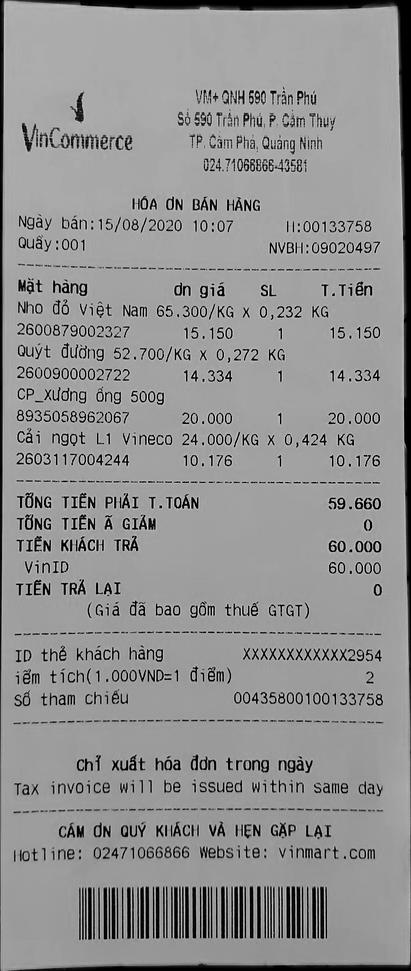 VinCommerce
VM+ QNH 590 Trần Phú
Số 590 Trần Phú, P. Cẩm Thuy
TP. Cẩm Phả, Quảng Ninh
024.71066866-43581
HÓA ƠN BÁN HÀNG
Ngày bán:15/08/2020 10:07 H:00133758
Quầy:001 NVBH:09020497
Mặt hàng ơn giá SL T.Tiền
Nho đỏ Việt Nam 65.300/KG X 0,232 KG
2600879002327 15.150 1 15.150
Quýt đường 52.700/KG X 0,272 KG
2600900002722 14.334 1 14.334
CP_Xương ống 500g
8935058962067 20.000 1 20.000
Cải ngọt L1 Vineco 24.000/KG X 0,424 KG
2603117004244 10.176 1 10.176
TỔNG TIỀN PHẢI T.TOÁN 59.660
TỔNG TIỀN Ã GIẢM 0
TIỀN KHÁCH TRẢ 60.000
VinID 60.000
TIỀN TRẢ LẠI 0
(Giá đã bao gồm thuế GTGT)
ID thẻ khách hàng XXXXXXXXXXXX2954
iểm tích(1.000VND=1 điểm) 2
Số tham chiếu 00435800100133758
Chỉ xuất hóa đơn trong ngày
Tax invoice will be issued within same day
CẢM ƠN QUÝ KHÁCH VÀ HẸN GẶP LẠI
Hotline: 02471066866 Website: vinmart.com